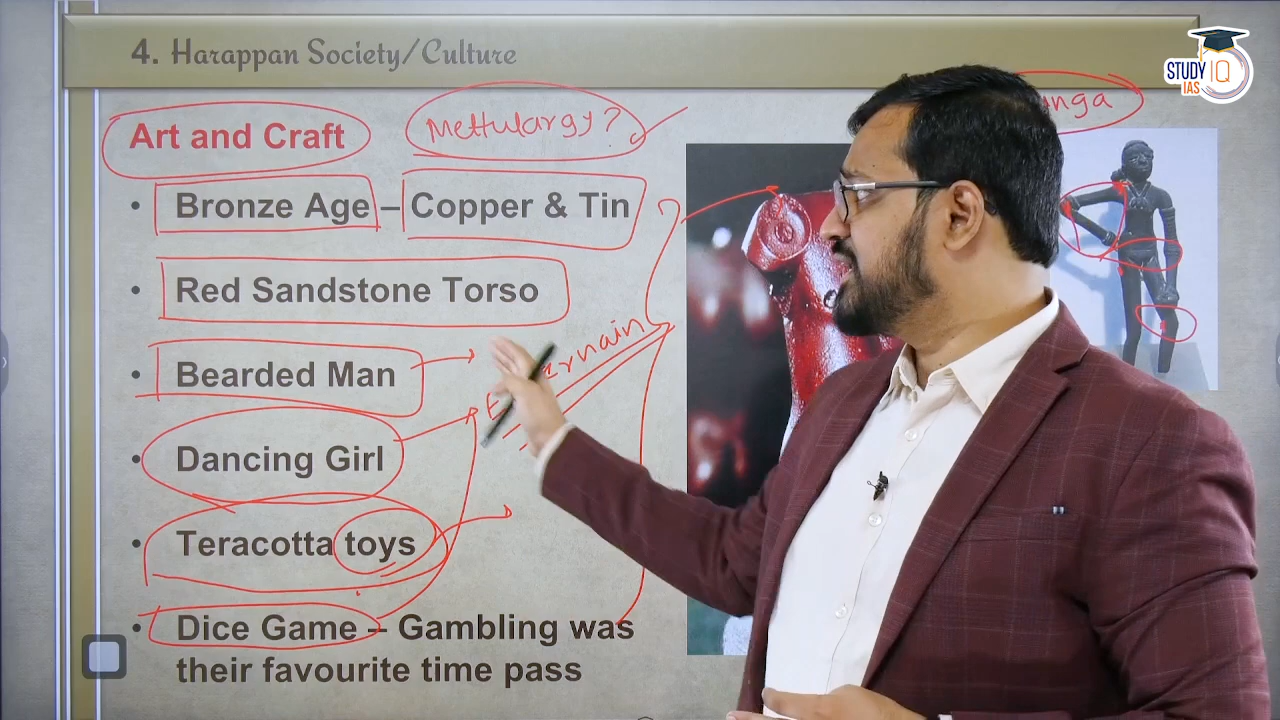 4. Harappan Society/Culture
STUDY IQ
IAS
Art and Craft
Mettulargy?
• Bronze Age – Copper & Tin
• Red Sandstone Torso
• Bearded Man
• Dancing Girl
• Teracotta toys
• Dice Game – Gambling was
their favourite time pass